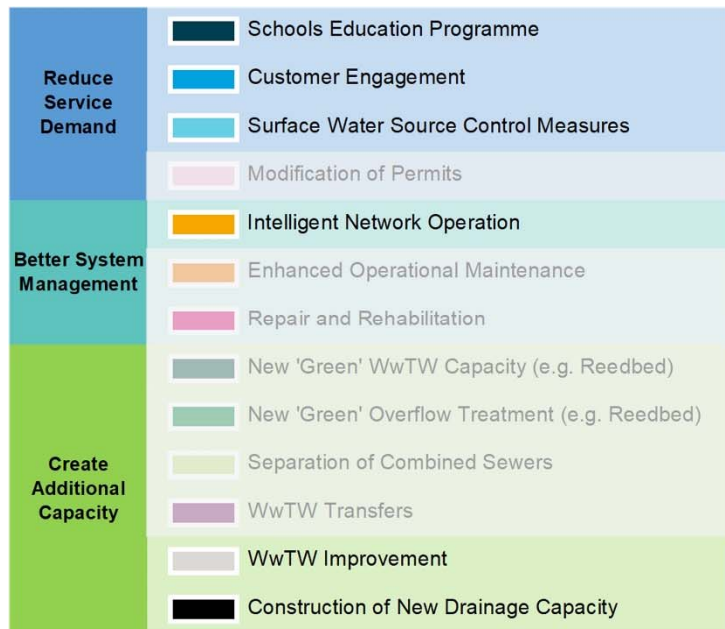 Reduce
Service
Demand
Schools Education Programme
Customer Engagement
Surface Water Source Control Measures
Modification of Permits
Better System
Management
Intelligent Network Operation
Enhanced Operational Maintenance
Repair and Rehabilitation
Create
Additional
Capacity
New 'Green' WwTW Capacity (e.g. Reedbed)
New 'Green' Overflow Treatment (e.g. Reedbed)
Separation of Combined Sewers
WwTW Transfers
WwTW Improvement
Construction of New Drainage Capacity